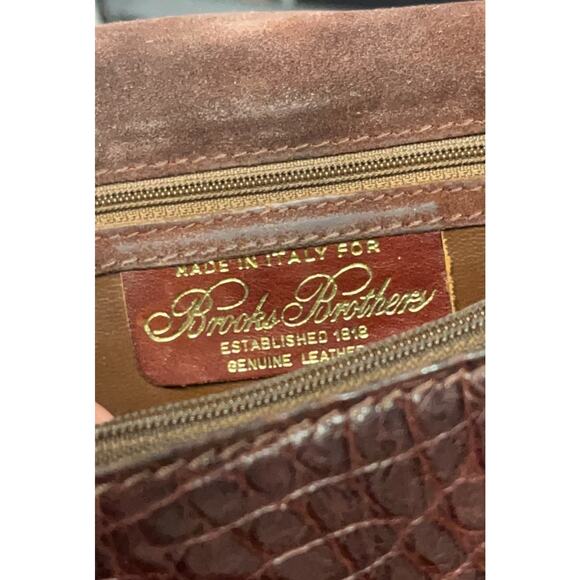 MADE IN ITALY FOR
Brooks Brothers
ESTABLISHED 1818
GENUINE LEATHER